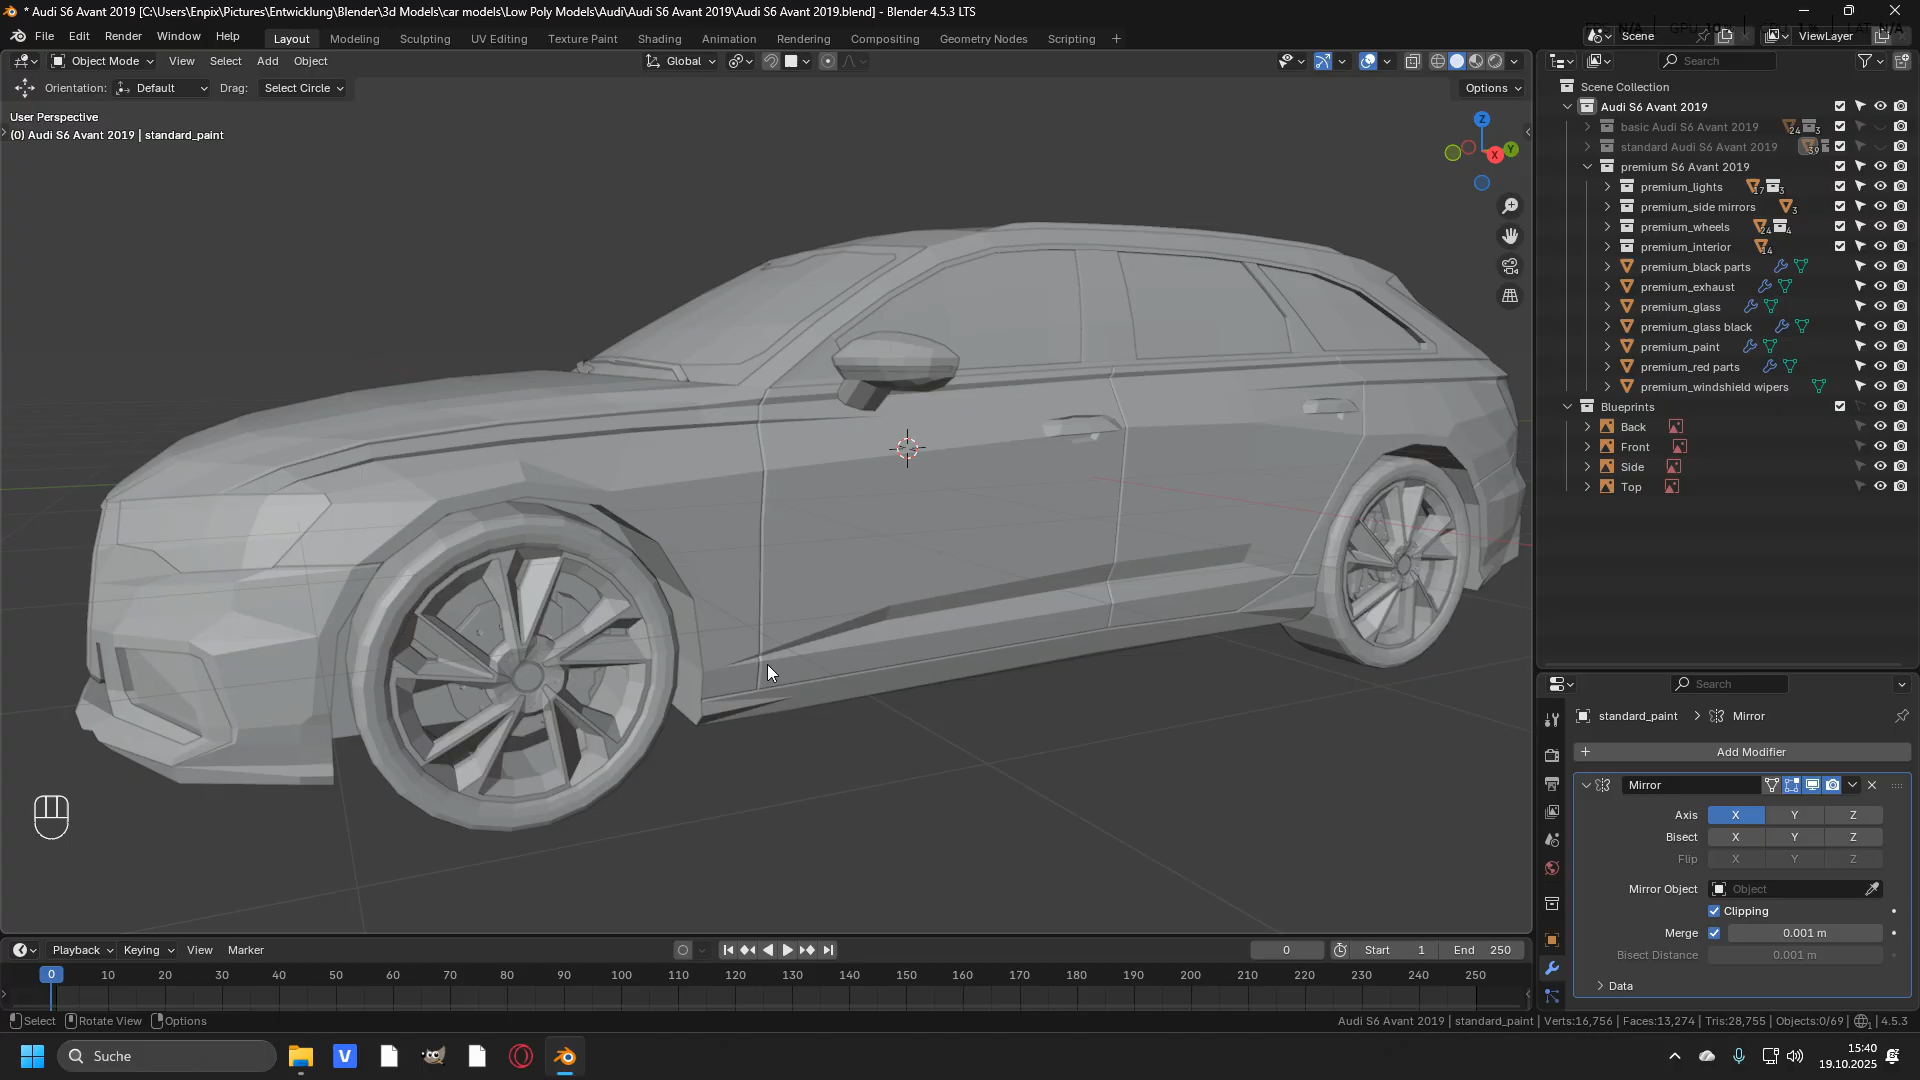 * Audi S6 Avant 2019 [C:\Users\Enpix\Pictures\Entwicklung\Blender\3d Models\car models\Low Poly Models\Audi\Audi S6 Avant 2019\Audi S6 Avant 2019.blend] - Blender 4.5.3 LTS
File Edit Render Window Help
Layout Modeling Sculpting UV Editing Texture Paint Shading Animation Rendering Compositing Geometry Nodes Scripting +
Scene
ViewLayer
Object Mode View Select Add Object
Global
Orientation: Default Drag: Select Circle
Options
User Perspective
(0) Audi S6 Avant 2019 | standard_paint
Z
X
Y
Search
Scene Collection
Audi S6 Avant 2019
basic Audi S6 Avant 2019 24 3
standard Audi S6 Avant 2019 39
premium S6 Avant 2019
premium_lights 17 3
premium_side mirrors 3
premium_wheels 24 4
premium_interior 14
premium_black parts
premium_exhaust
premium_glass
premium_glass black
premium_paint
premium_red parts
premium_windshield wipers
Blueprints
Back
Front
Side
Top
Search
standard_paint > Mirror
+ Add Modifier
Mirror
Axis X Y Z
Bisect X Y Z
Flip X Y Z
Mirror Object Object
Clipping
Merge 0.001 m
Bisect Distance 0.001 m
Data
Playback Keying View Marker
0 Start 1 End 250
0 10 20 30 40 50 60 70 80 90 100 110 120 130 140 150 160 170 180 190 200 210 220 230 240 250
Select Rotate View Options
Audi S6 Avant 2019 | standard_paint | Verts:16,756 | Faces:13,274 | Tris:28,755 | Objects:0/69 | 4.5.3
Suche
V
15:40
19.10.2025